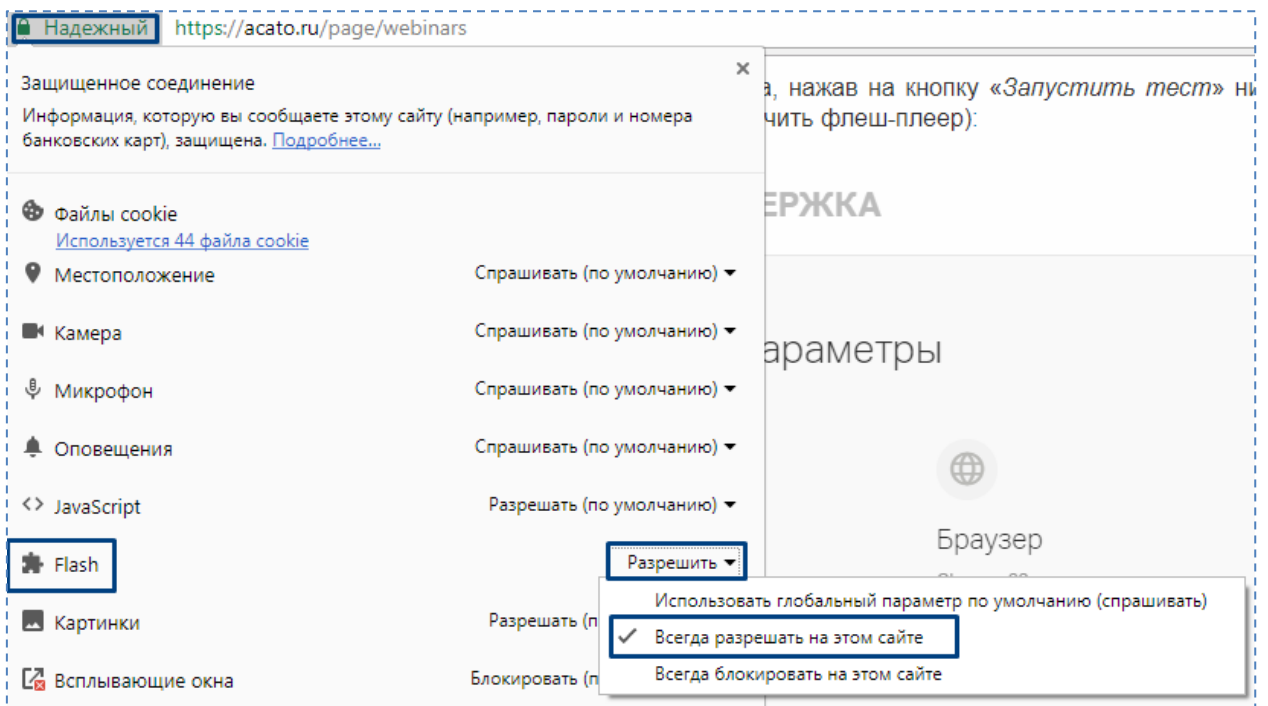 Надежный https://acato.ru/page/webinars
Защищенное соединение
Информация, которую вы сообщаете этому сайту (например, пароли и номера
банковских карт), защищена. Подробнее...
Файлы cookie
Используется 44 файла cookie
Местоположение Спрашивать (по умолчанию)
Камера Спрашивать (по умолчанию)
Микрофон Спрашивать (по умолчанию)
Оповещения Спрашивать (по умолчанию)
JavaScript Разрешать (по умолчанию)
Flash Разрешить
Картинки Разрешать (п
Всплывающие окна Блокировать (п
Использовать глобальный параметр по умолчанию (спрашивать)
Всегда разрешать на этом сайте
Всегда блокировать на этом сайте
а, нажав на кнопку «Запустить тест» ни
чить флеш-плеер):
ЕРЖКА
араметры
Браузер